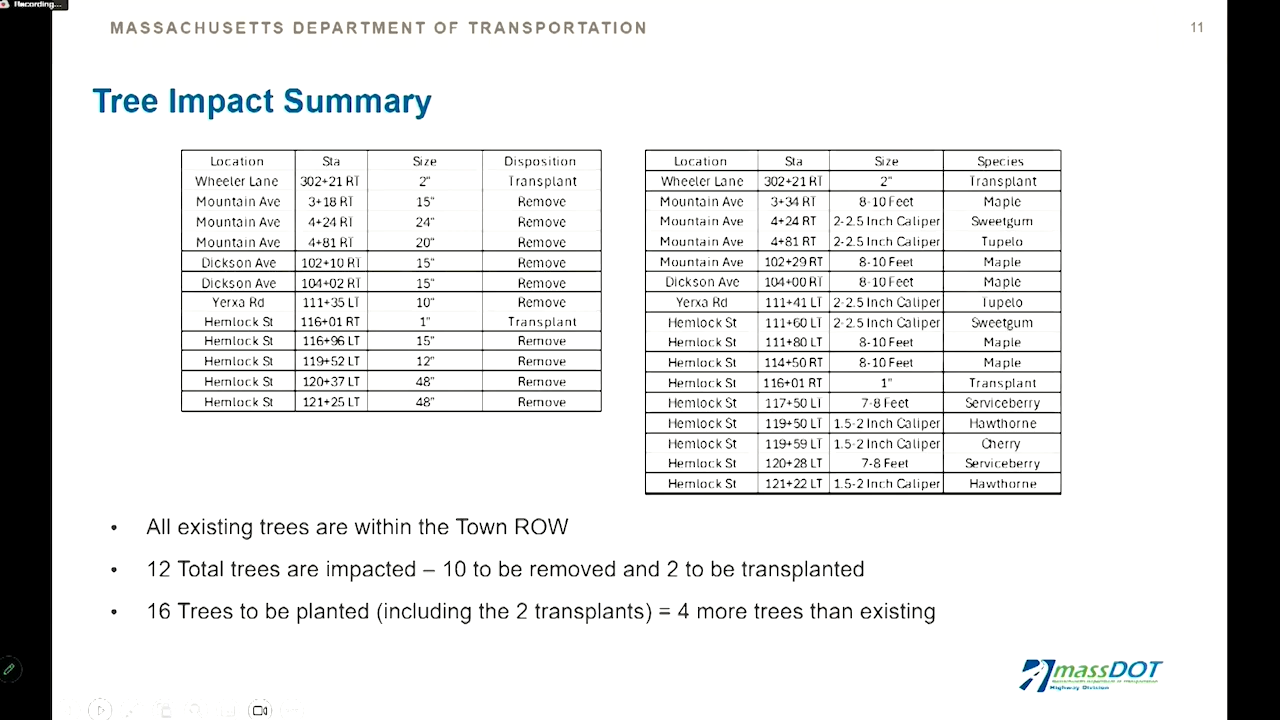 Recording...
MASSACHUSETTS DEPARTMENT OF TRANSPORTATION
11
Tree Impact Summary
Location Sta Size Disposition
Wheeler Lane 302+21 RT 2" Transplant
Mountain Ave 3+18 RT 15" Remove
Mountain Ave 4+24 RT 24" Remove
Mountain Ave 4+81 RT 20" Remove
Dickson Ave 102+10 RT 15" Remove
Dickson Ave 104+02 RT 15" Remove
Yerxa Rd 111+35 LT 10" Remove
Hemlock St 116+01 RT 1" Transplant
Hemlock St 116+96 LT 15" Remove
Hemlock St 119+52 LT 12" Remove
Hemlock St 120+37 LT 48" Remove
Hemlock St 121+25 LT 48" Remove
Location Sta Size Species
Wheeler Lane 302+21 RT 2" Transplant
Mountain Ave 3+34 RT 8-10 Feet Maple
Mountain Ave 4+24 RT 2-2.5 Inch Caliper Sweetgum
Mountain Ave 4+81 RT 2-2.5 Inch Caliper Tupelo
Mountain Ave 102+29 RT 8-10 Feet Maple
Dickson Ave 104+00 RT 8-10 Feet Maple
Yerxa Rd 111+41 LT 2-2.5 Inch Caliper Tupelo
Hemlock St 111+60 LT 2-2.5 Inch Caliper Sweetgum
Hemlock St 111+80 LT 8-10 Feet Maple
Hemlock St 114+50 RT 8-10 Feet Maple
Hemlock St 116+01 RT 1" Transplant
Hemlock St 117+50 LT 7-8 Feet Serviceberry
Hemlock St 119+50 LT 1.5-2 Inch Caliper Hawthorne
Hemlock St 119+59 LT 1.5-2 Inch Caliper Cherry
Hemlock St 120+28 LT 7-8 Feet Serviceberry
Hemlock St 121+22 LT 1.5-2 Inch Caliper Hawthorne
• All existing trees are within the Town ROW
• 12 Total trees are impacted – 10 to be removed and 2 to be transplanted
• 16 Trees to be planted (including the 2 transplants) = 4 more trees than existing
massDOT
Massachusetts Department of Transportation
Highway Division